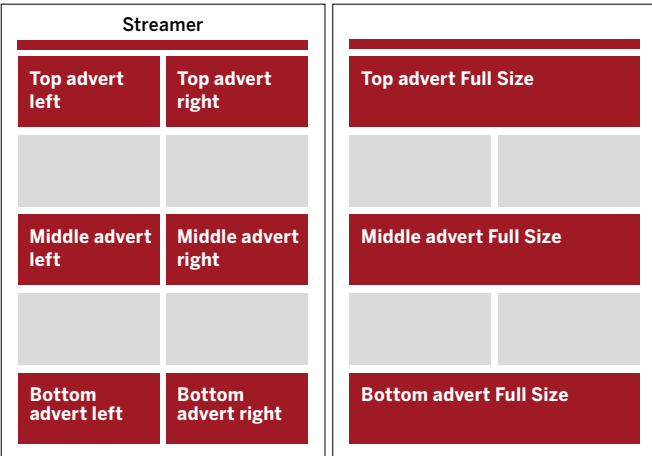 Streamer
Top advert
left
Top advert
right
Middle advert
left
Middle advert
right
Bottom
advert left
Bottom
advert right
Top advert Full Size
Middle advert Full Size
Bottom advert Full Size